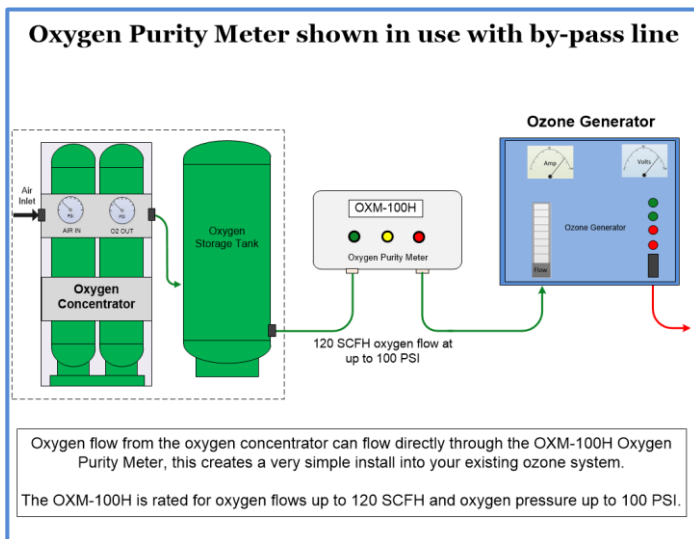 Oxygen Purity Meter shown in use with by-pass line
Ozone Generator
Amp
Volts
Air
Inlet
PSI
PSI
AIR IN
O2 OUT
Oxygen
Concentrator
Oxygen
Storage Tank
OXM-100H
Oxygen Purity Meter
Ozone Generator
Flow
120 SCFH oxygen flow at
up to 100 PSI
Oxygen flow from the oxygen concentrator can flow directly through the OXM-100H Oxygen
Purity Meter, this creates a very simple install into your existing ozone system.
The OXM-100H is rated for oxygen flows up to 120 SCFH and oxygen pressure up to 100 PSI.